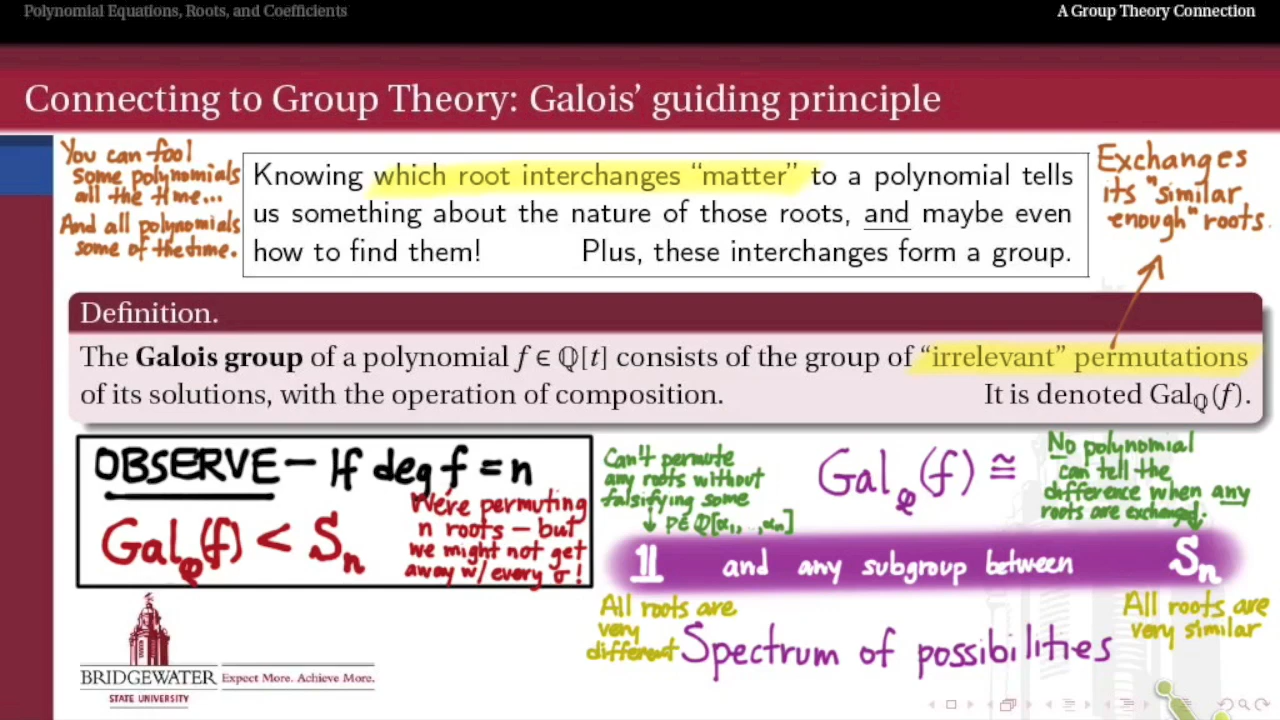 Polynomial Equations, Roots, and Coefficients
A Group Theory Connection
Connecting to Group Theory: Galois’ guiding principle
You can fool
some polynomials
all the time...
And all polynomials
some of the time.
Knowing which root interchanges “matter” to a polynomial tells
us something about the nature of those roots, and maybe even
how to find them! Plus, these interchanges form a group.
Exchanges
its "similar
enough" roots.
Definition.
The Galois group of a polynomial f ∈ ℚ[t] consists of the group of “irrelevant” permutations
of its solutions, with the operation of composition. It is denoted Gal_ℚ(f).
OBSERVE – If deg f = n
Gal_ℚ(f) < S_n
We're permuting
n roots – but
we might not get
away w/ every σ!
Can't permute
any roots without
falsifying some
↓ P∈ℚ[α₁,...,αₙ]
Gal_ℚ(f) ≅
No polynomial
can tell the
difference when any
roots are exchanged.
𝟙 and any subgroup between S_n
All roots are
very
different
Spectrum of possibilities
All roots are
very similar
BRIDGEWATER
STATE UNIVERSITY
Expect More. Achieve More.